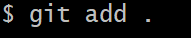 $ git add .